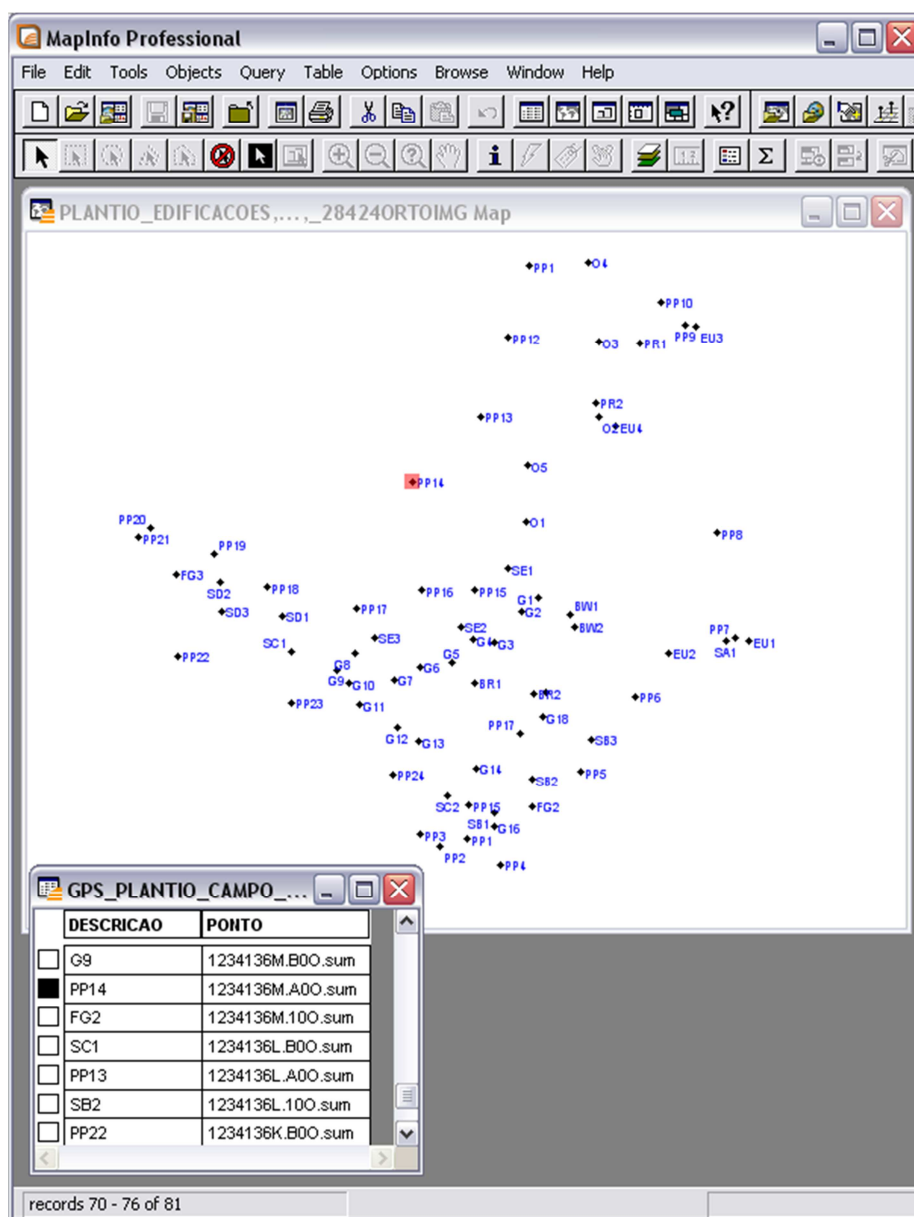 MapInfo Professional
File Edit Tools Objects Query Table Options Browse Window Help
PLANTIO_EDIFICACOES,...,_28424ORTOIMG Map
PP1 O4
PP10
PP9 EU3
PP12 O3 PR1
PR2
PP13 O2 EU4
O5
PP14
PP20 O1
PP21 PP19 PP8
FG3 SE1
SD2 PP18 PP16 PP15
SD3 SD1 PP17 G1 G2 BW1
SE2 BW2
SC1 SE3 G4 G3 PP7 EU1
PP22 G8 G5 EU2 SA1
G9 G10 G7 G6 BR1
PP23 G11 BR2 PP6
PP17 G18
G12 G13 SB3
PP24 G14 SB2 PP5
SC2 PP15 FG2
SB1 G16
PP3 PP1
PP2 PP4
GPS_PLANTIO_CAMPO_...
DESCRICAO PONTO
G9 1234136M.B0O.sum
PP14 1234136M.A0O.sum
FG2 1234136M.10O.sum
SC1 1234136L.B0O.sum
PP13 1234136L.A0O.sum
SB2 1234136L.10O.sum
PP22 1234136K.B0O.sum
records 70 - 76 of 81